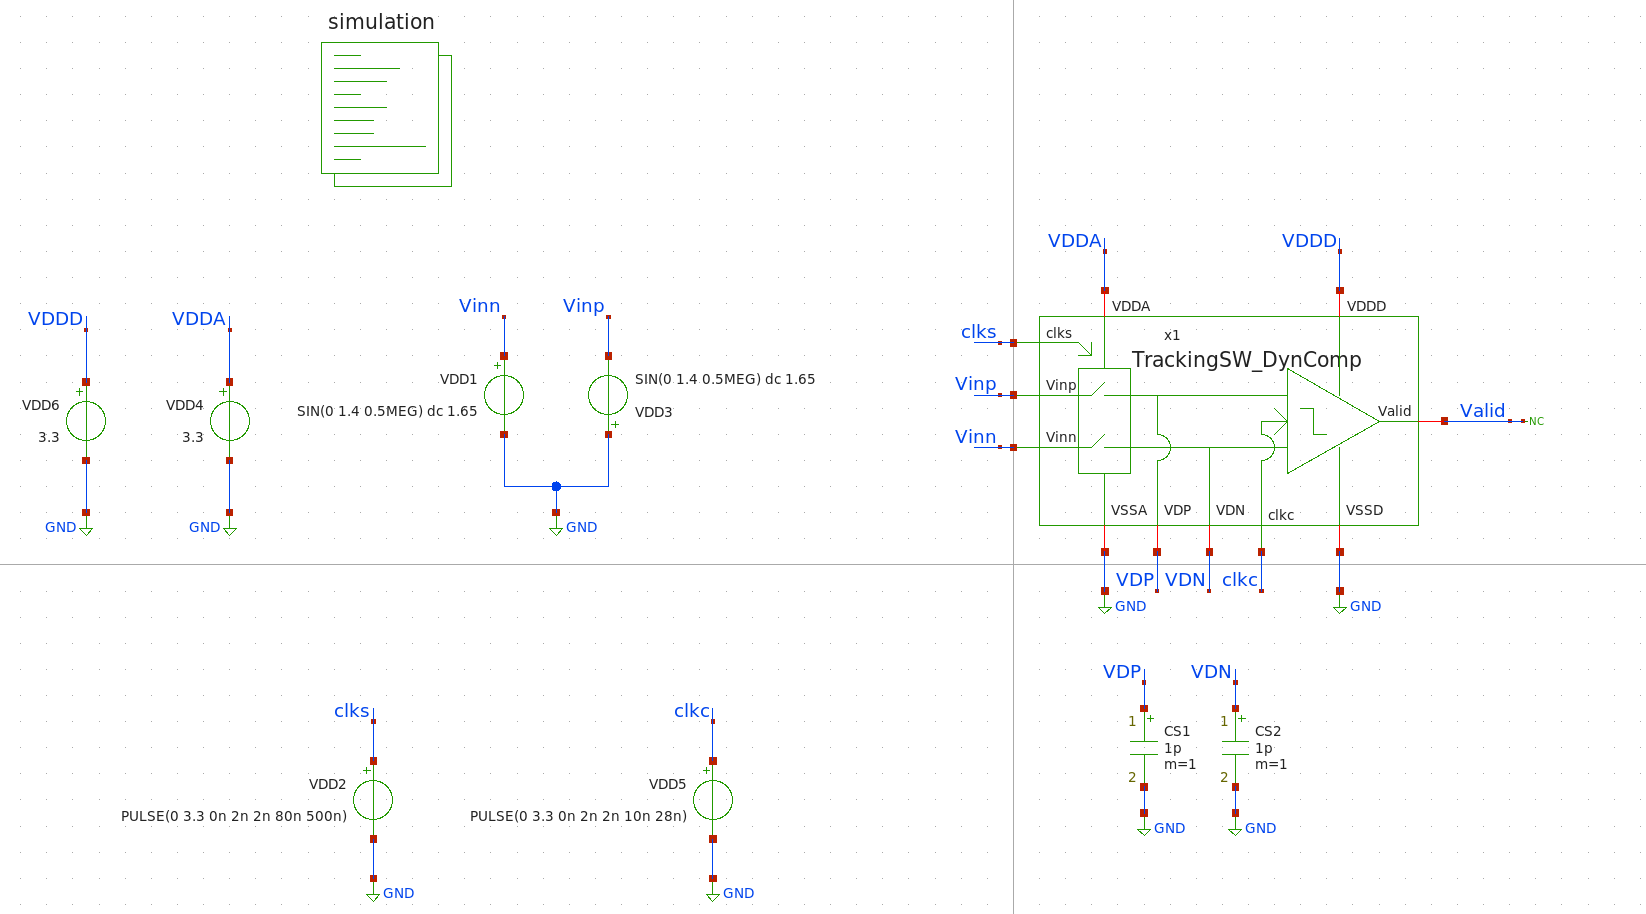 simulation
VDDD
VDD6
3.3
+
GND
VDDA
VDD4
3.3
+
GND
Vinn
VDD1
SIN(0 1.4 0.5MEG) dc 1.65
+
Vinp
SIN(0 1.4 0.5MEG) dc 1.65
VDD3
+
GND
VDDA
VDDD
VDDA
VDDD
clks
clks
x1
TrackingSW_DynComp
Vinp
Vinp
Vinn
Vinn
Valid
Valid
NC
VSSA
VDP
VDN
clkc
VSSD
VDP
VDN
clkc
GND
GND
clks
VDD2
PULSE(0 3.3 0n 2n 2n 80n 500n)
+
GND
clkc
VDD5
PULSE(0 3.3 0n 2n 2n 10n 28n)
+
GND
VDP
1
+
CS1
1p
m=1
2
GND
VDN
1
+
CS2
1p
m=1
2
GND